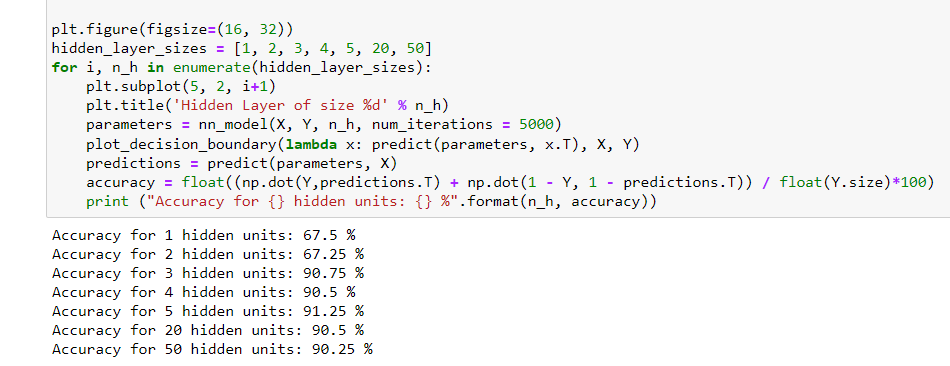 plt.figure(figsize=(16, 32))
hidden_layer_sizes = [1, 2, 3, 4, 5, 20, 50]
for i, n_h in enumerate(hidden_layer_sizes):
    plt.subplot(5, 2, i+1)
    plt.title('Hidden Layer of size %d' % n_h)
    parameters = nn_model(X, Y, n_h, num_iterations = 5000)
    plot_decision_boundary(lambda x: predict(parameters, x.T), X, Y)
    predictions = predict(parameters, X)
    accuracy = float((np.dot(Y,predictions.T) + np.dot(1 - Y, 1 - predictions.T)) / float(Y.size)*100)
    print ("Accuracy for {} hidden units: {} %".format(n_h, accuracy))
Accuracy for 1 hidden units: 67.5 %
Accuracy for 2 hidden units: 67.25 %
Accuracy for 3 hidden units: 90.75 %
Accuracy for 4 hidden units: 90.5 %
Accuracy for 5 hidden units: 91.25 %
Accuracy for 20 hidden units: 90.5 %
Accuracy for 50 hidden units: 90.25 %